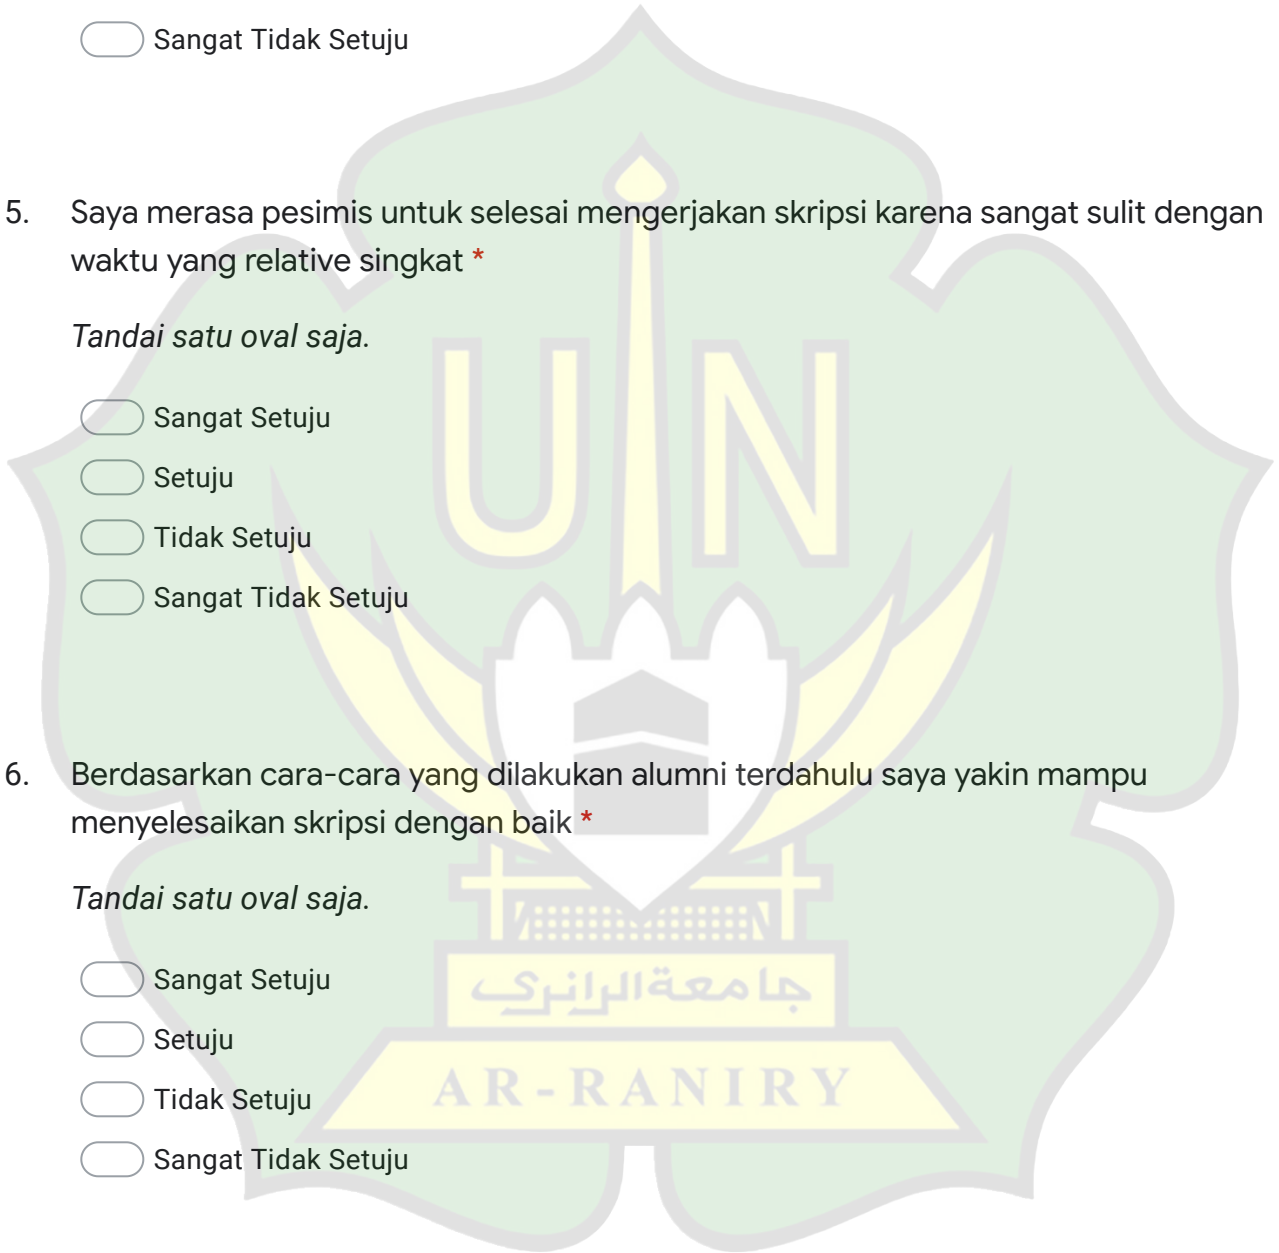 Sangat Tidak Setuju
5. Saya merasa pesimis untuk selesai mengerjakan skripsi karena sangat sulit dengan
waktu yang relative singkat *
Tandai satu oval saja.
Sangat Setuju
Setuju
Tidak Setuju
Sangat Tidak Setuju
6. Berdasarkan cara-cara yang dilakukan alumni terdahulu saya yakin mampu
menyelesaikan skripsi dengan baik *
Tandai satu oval saja.
Sangat Setuju
Setuju
Tidak Setuju
Sangat Tidak Setuju
UIN
جامعة الرانري
AR-RANIRY